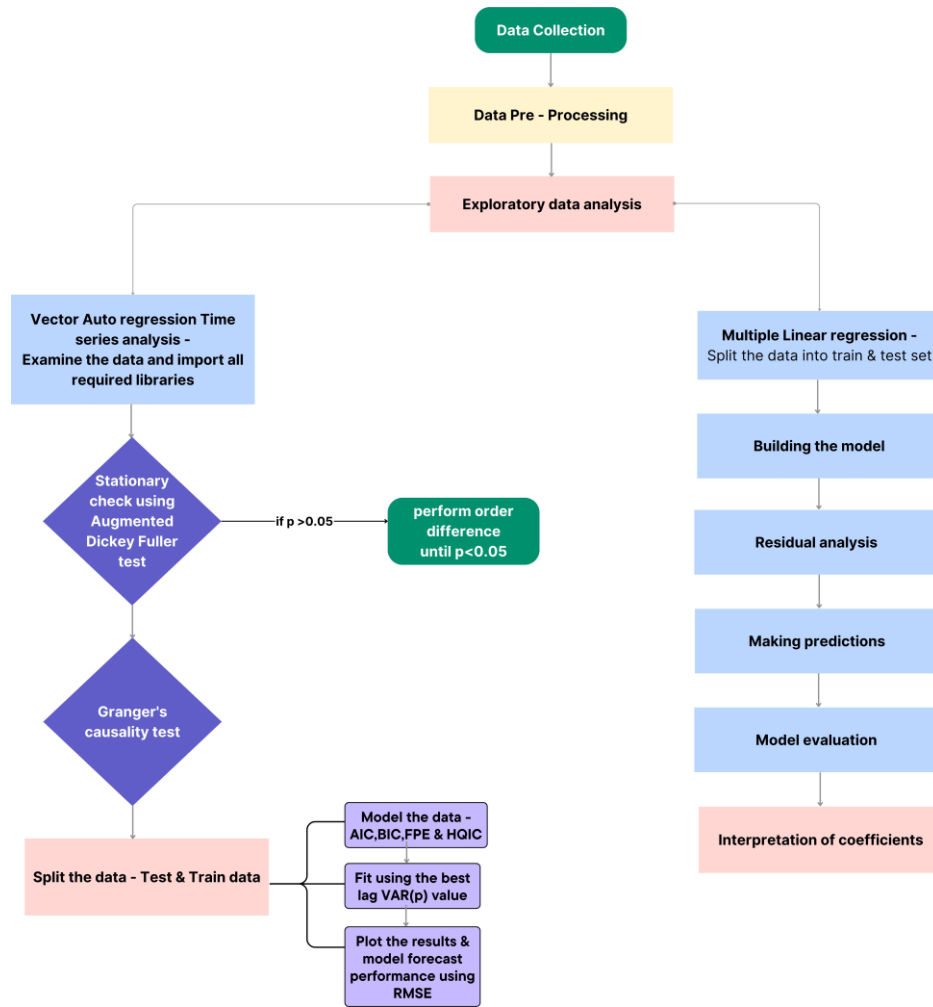 Data Collection
Data Pre - Processing
Exploratory data analysis
Vector Auto regression Time
series analysis -
Examine the data and import all
required libraries
Stationary
check using
Augmented
Dickey Fuller
test
if p >0.05
perform order
difference
until p<0.05
Granger's
causality test
Split the data - Test & Train data
Model the data -
AIC,BIC,FPE & HQIC
Fit using the best
lag VAR(p) value
Plot the results &
model forecast
performance using
RMSE
Multiple Linear regression -
Split the data into train & test set
Building the model
Residual analysis
Making predictions
Model evaluation
Interpretation of coefficients